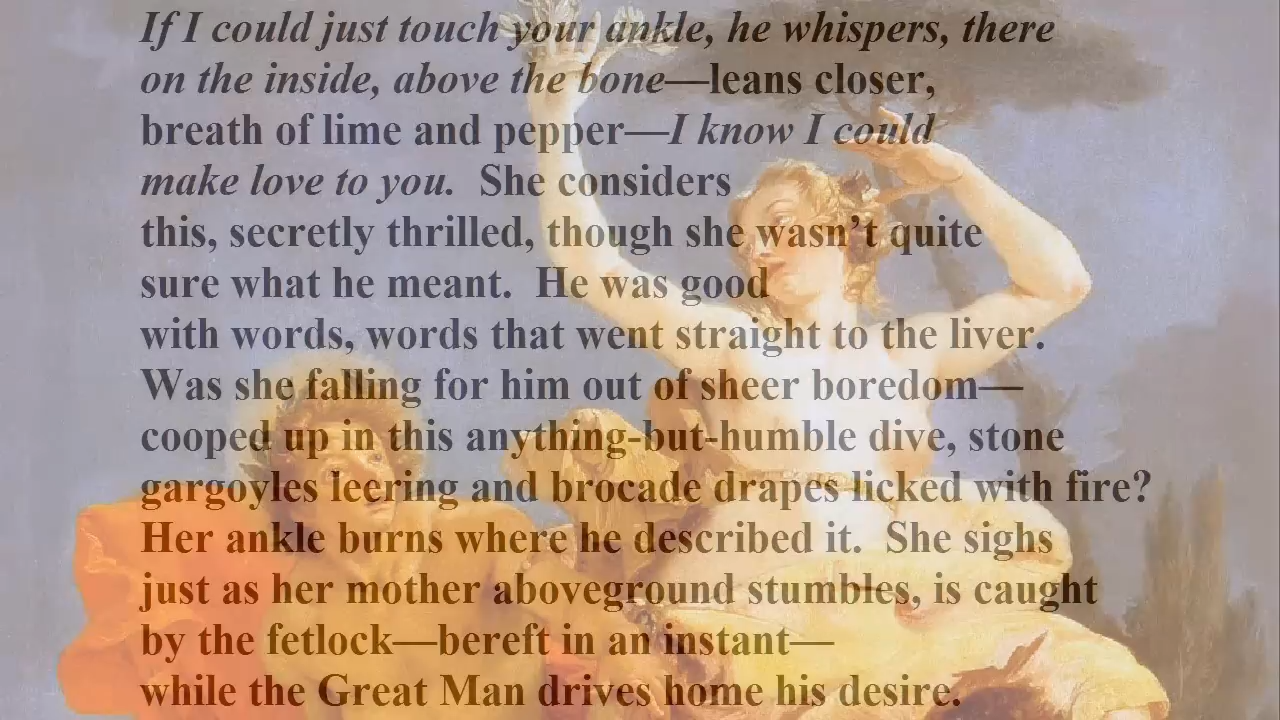 If I could just touch your ankle, he whispers, there
on the inside, above the bone—leans closer,
breath of lime and pepper—I know I could
make love to you.  She considers
this, secretly thrilled, though she wasn’t quite
sure what he meant.  He was good
with words, words that went straight to the liver.
Was she falling for him out of sheer boredom—
cooped up in this anything-but-humble dive, stone
gargoyles leering and brocade drapes licked with fire?
Her ankle burns where he described it.  She sighs
just as her mother aboveground stumbles, is caught
by the fetlock—bereft in an instant—
while the Great Man drives home his desire.